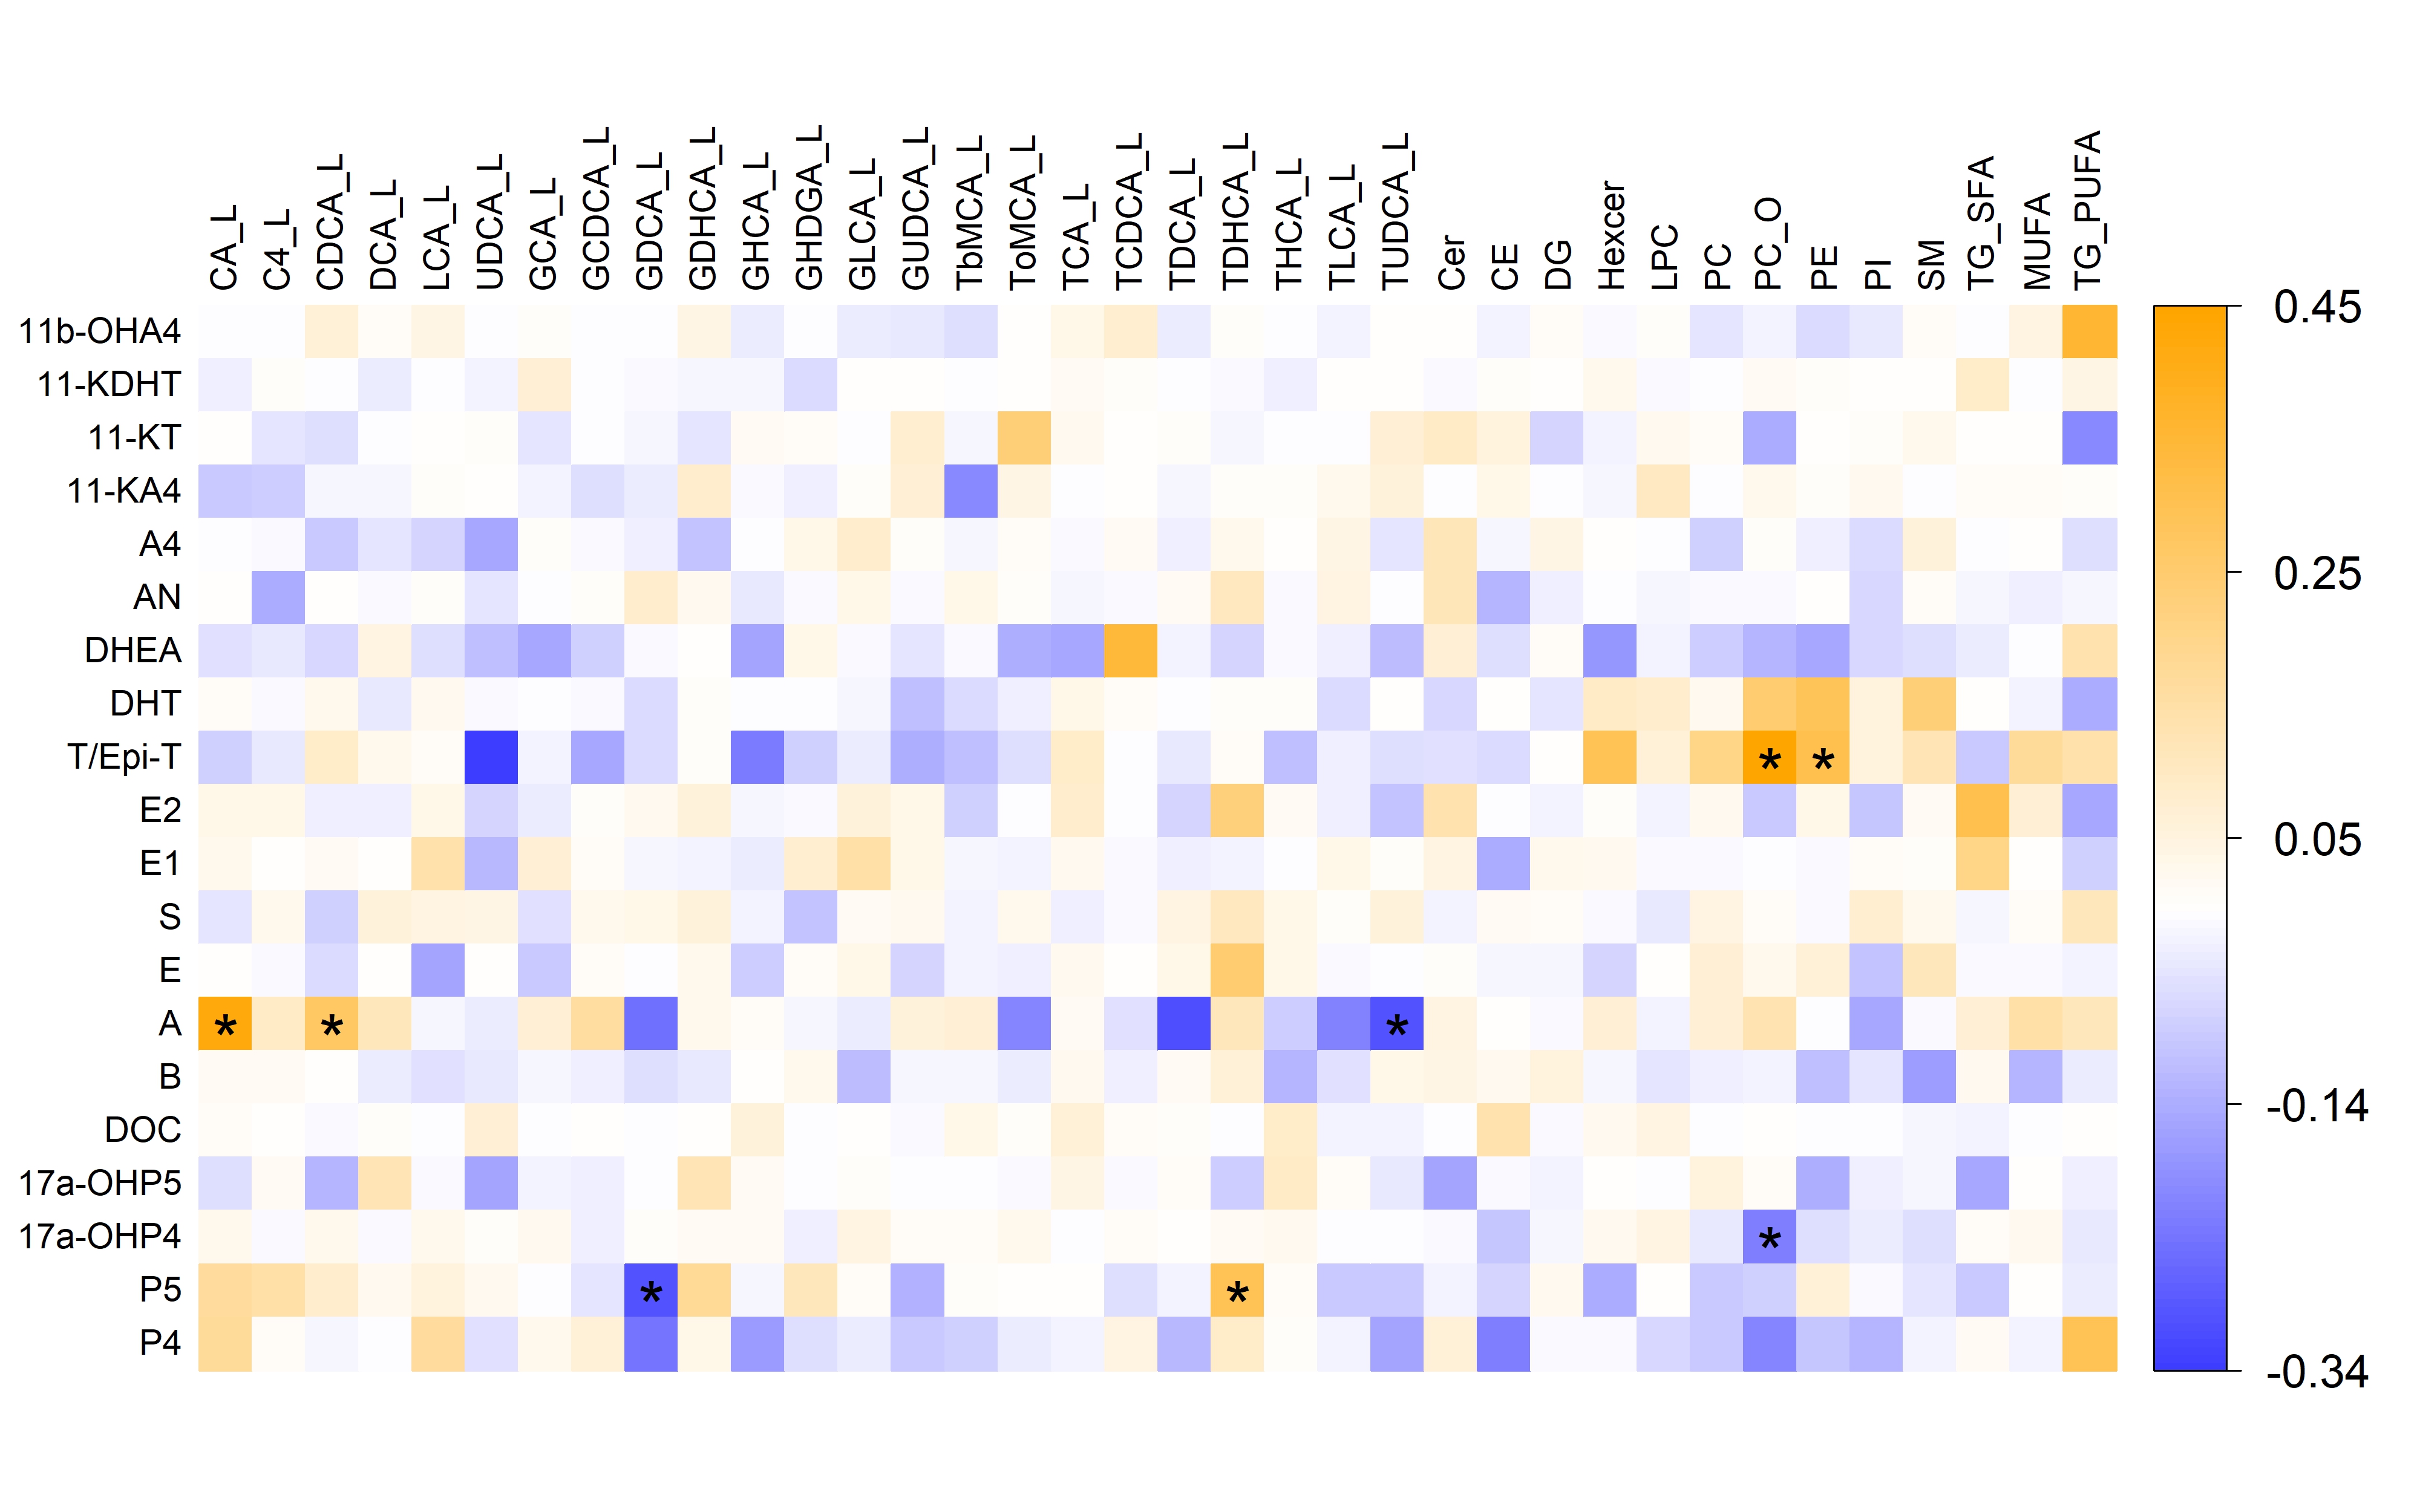 CA_L
C4_L
CDCA_L
DCA_L
LCA_L
UDCA_L
GCA_L
GCDCA_L
GDCA_L
GDHCA_L
GHCA_L
GHDGA_L
GLCA_L
GUDCA_L
TbMCA_L
ToMCA_L
TCA_L
TCDCA_L
TDCA_L
TDHCA_L
THCA_L
TLCA_L
TUDCA_L
Cer
CE
DG
Hexcer
LPC
PC
PC_O
PE
PI
SM
TG_SFA
MUFA
TG_PUFA
11b-OHA4
11-KDHT
11-KT
11-KA4
A4
AN
DHEA
DHT
T/Epi-T
* *
E2
E1
S
E
A
* * *
B
DOC
17a-OHP5
17a-OHP4
*
P5
* *
P4
0.45
0.25
0.05
-0.14
-0.34